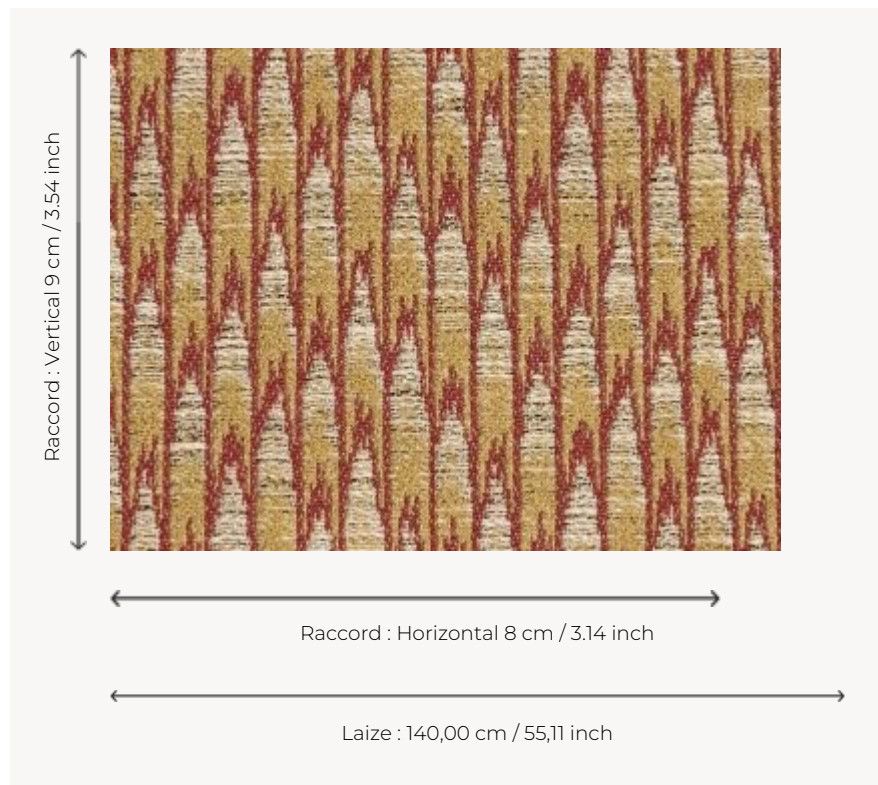 Raccord : Vertical 9 cm / 3.54 inch
Raccord : Horizontal 8 cm / 3.14 inch
Laize : 140,00 cm / 55,11 inch